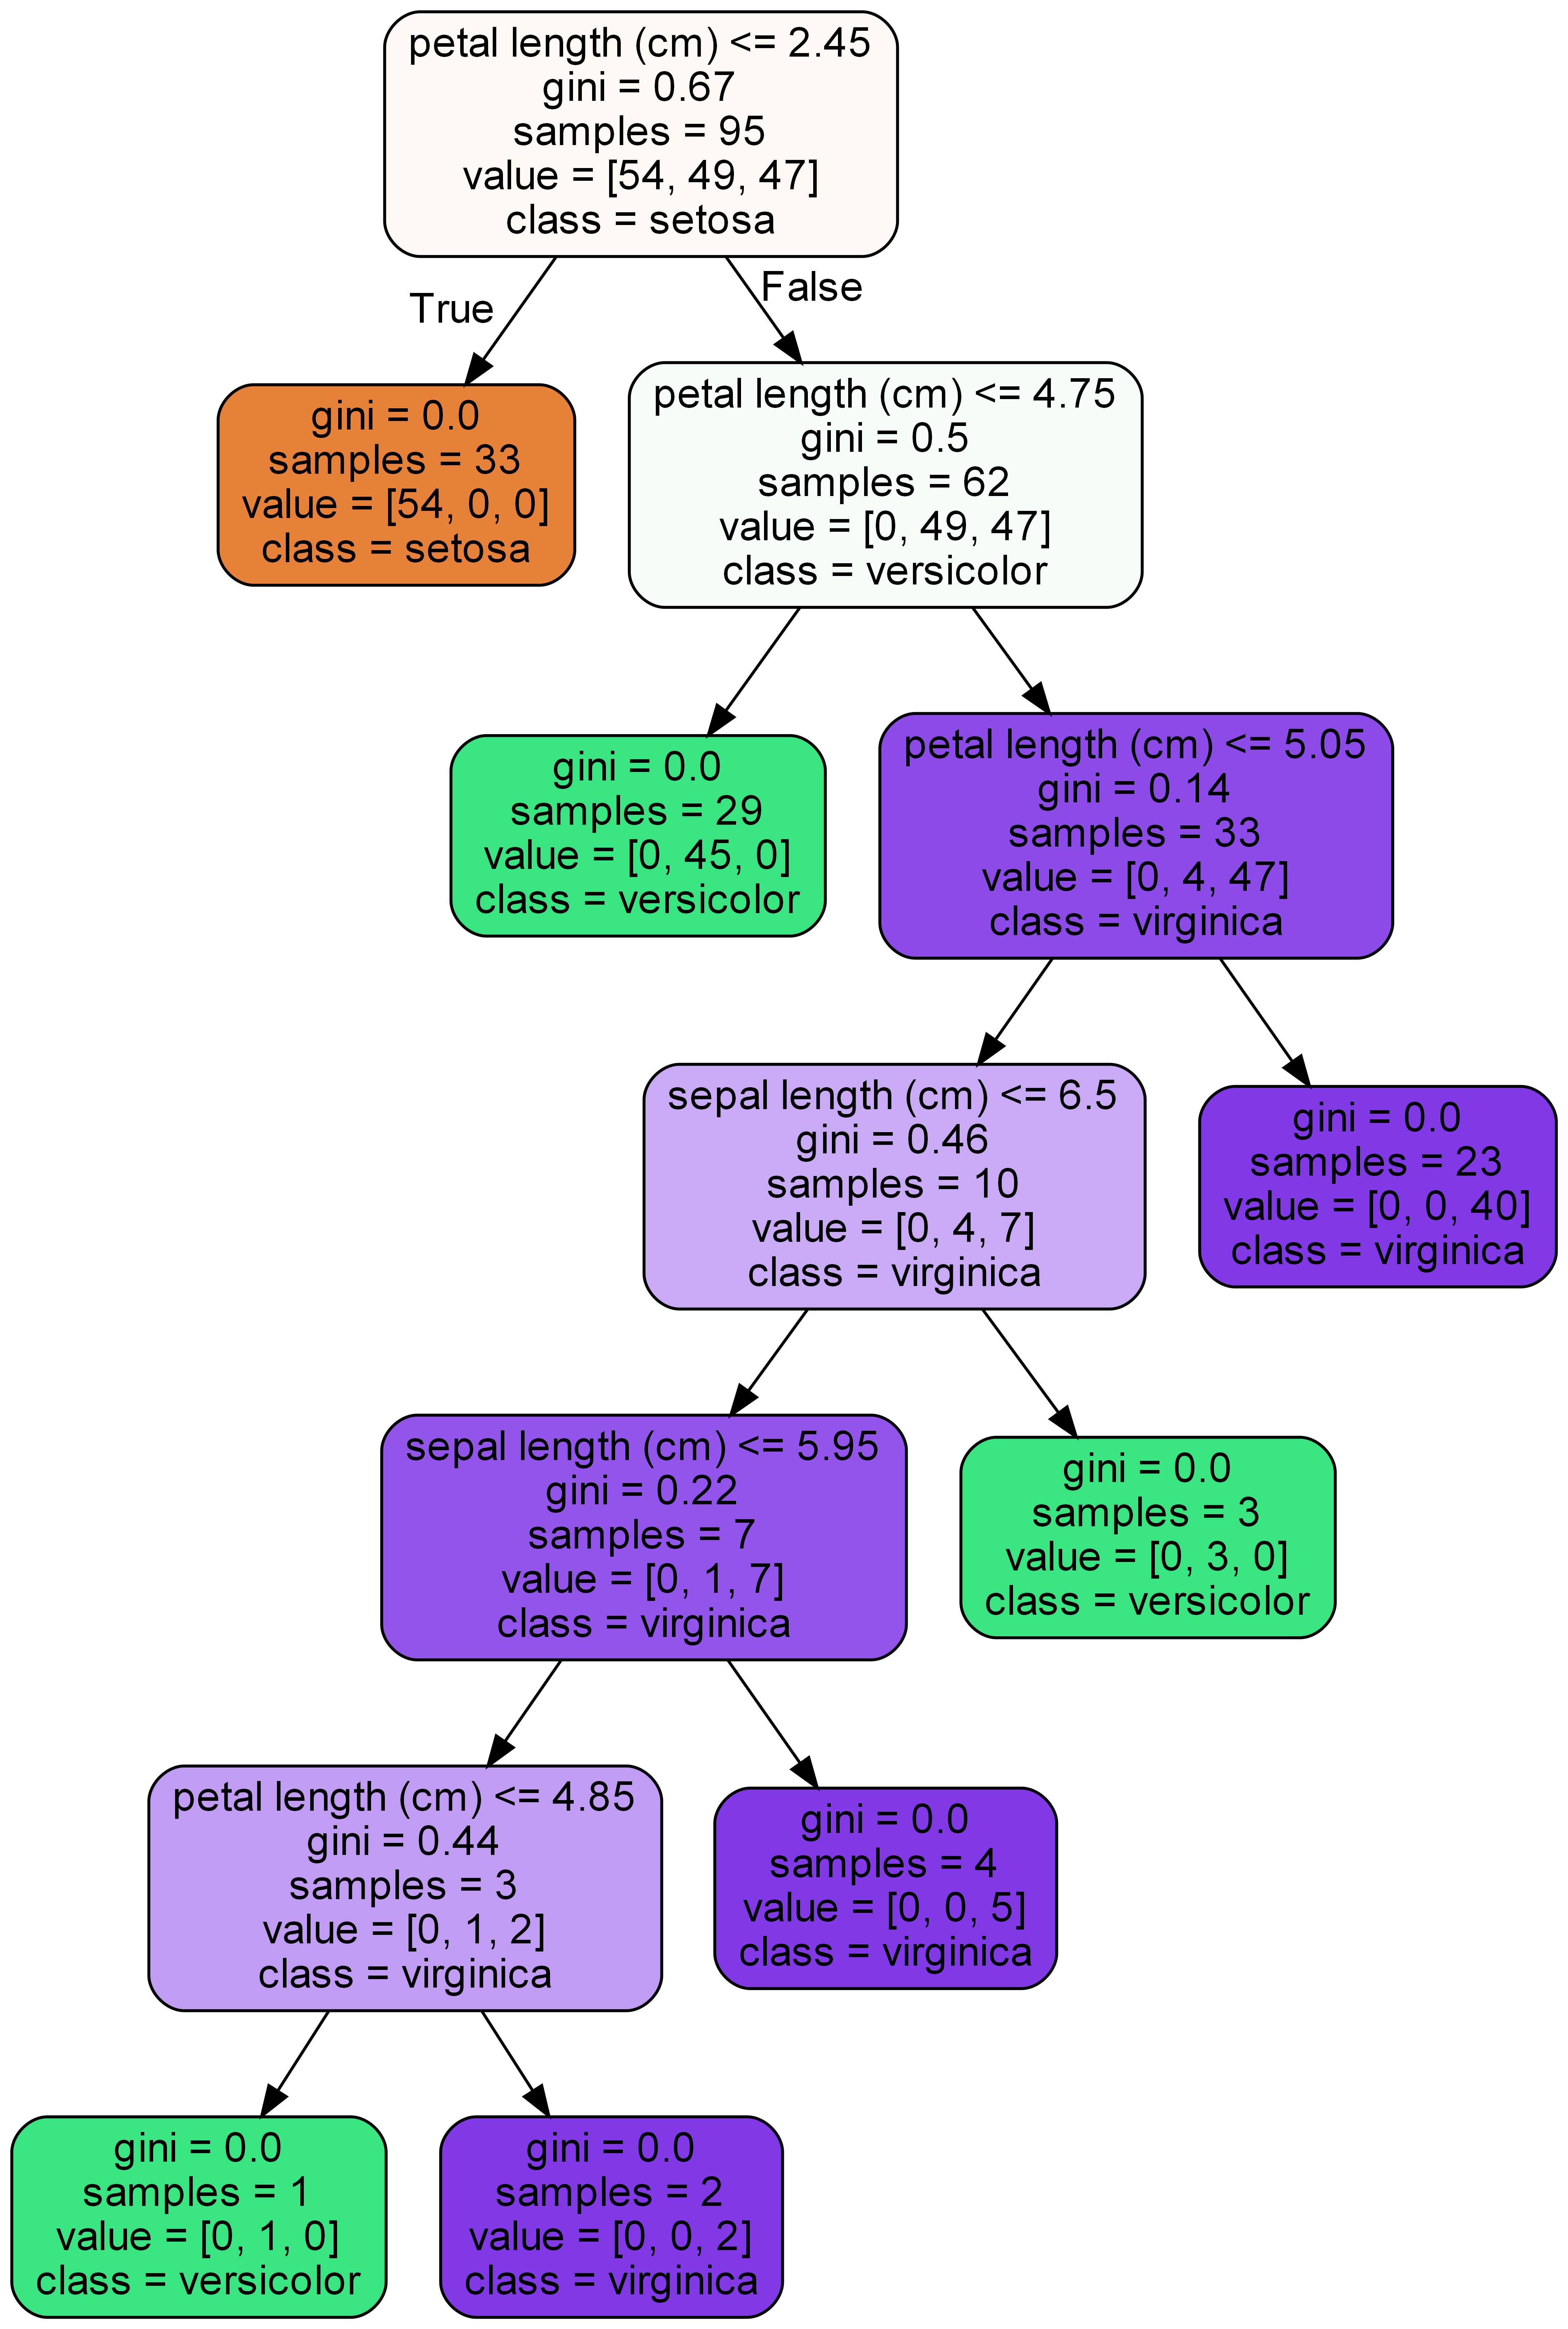 petal length (cm) <= 2.45
gini = 0.67
samples = 95
value = [54, 49, 47]
class = setosa
True
False
gini = 0.0
samples = 33
value = [54, 0, 0]
class = setosa
petal length (cm) <= 4.75
gini = 0.5
samples = 62
value = [0, 49, 47]
class = versicolor
gini = 0.0
samples = 29
value = [0, 45, 0]
class = versicolor
petal length (cm) <= 5.05
gini = 0.14
samples = 33
value = [0, 4, 47]
class = virginica
sepal length (cm) <= 6.5
gini = 0.46
samples = 10
value = [0, 4, 7]
class = virginica
gini = 0.0
samples = 23
value = [0, 0, 40]
class = virginica
sepal length (cm) <= 5.95
gini = 0.22
samples = 7
value = [0, 1, 7]
class = virginica
gini = 0.0
samples = 3
value = [0, 3, 0]
class = versicolor
petal length (cm) <= 4.85
gini = 0.44
samples = 3
value = [0, 1, 2]
class = virginica
gini = 0.0
samples = 4
value = [0, 0, 5]
class = virginica
gini = 0.0
samples = 1
value = [0, 1, 0]
class = versicolor
gini = 0.0
samples = 2
value = [0, 0, 2]
class = virginica